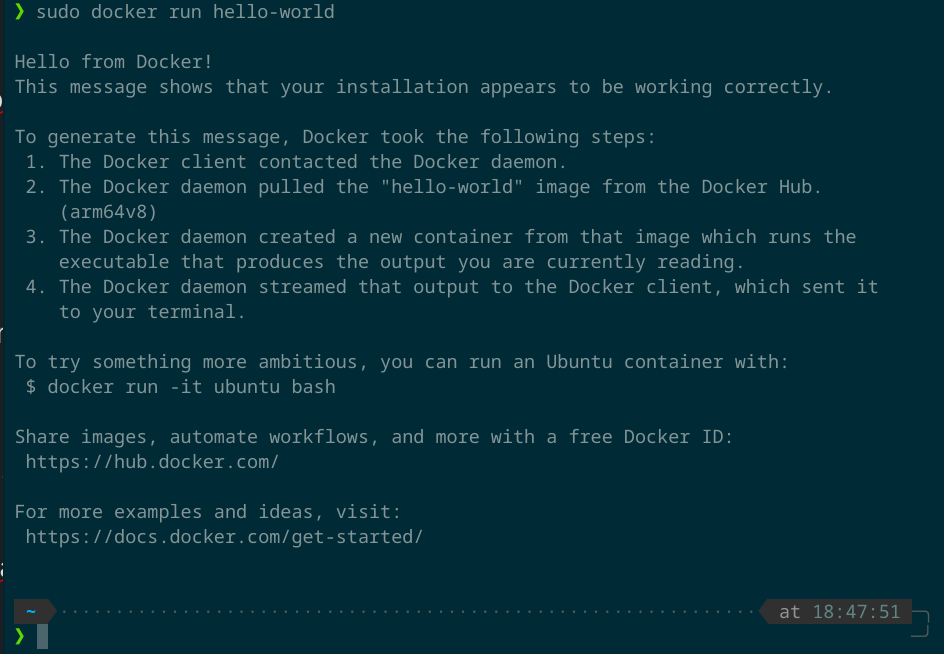 ❯ sudo docker run hello-world
Hello from Docker!
This message shows that your installation appears to be working correctly.
To generate this message, Docker took the following steps:
1. The Docker client contacted the Docker daemon.
2. The Docker daemon pulled the "hello-world" image from the Docker Hub.
(arm64v8)
3. The Docker daemon created a new container from that image which runs the
executable that produces the output you are currently reading.
4. The Docker daemon streamed that output to the Docker client, which sent it
to your terminal.
To try something more ambitious, you can run an Ubuntu container with:
$ docker run -it ubuntu bash
Share images, automate workflows, and more with a free Docker ID:
https://hub.docker.com/
For more examples and ideas, visit:
https://docs.docker.com/get-started/
~ at 18:47:51
❯